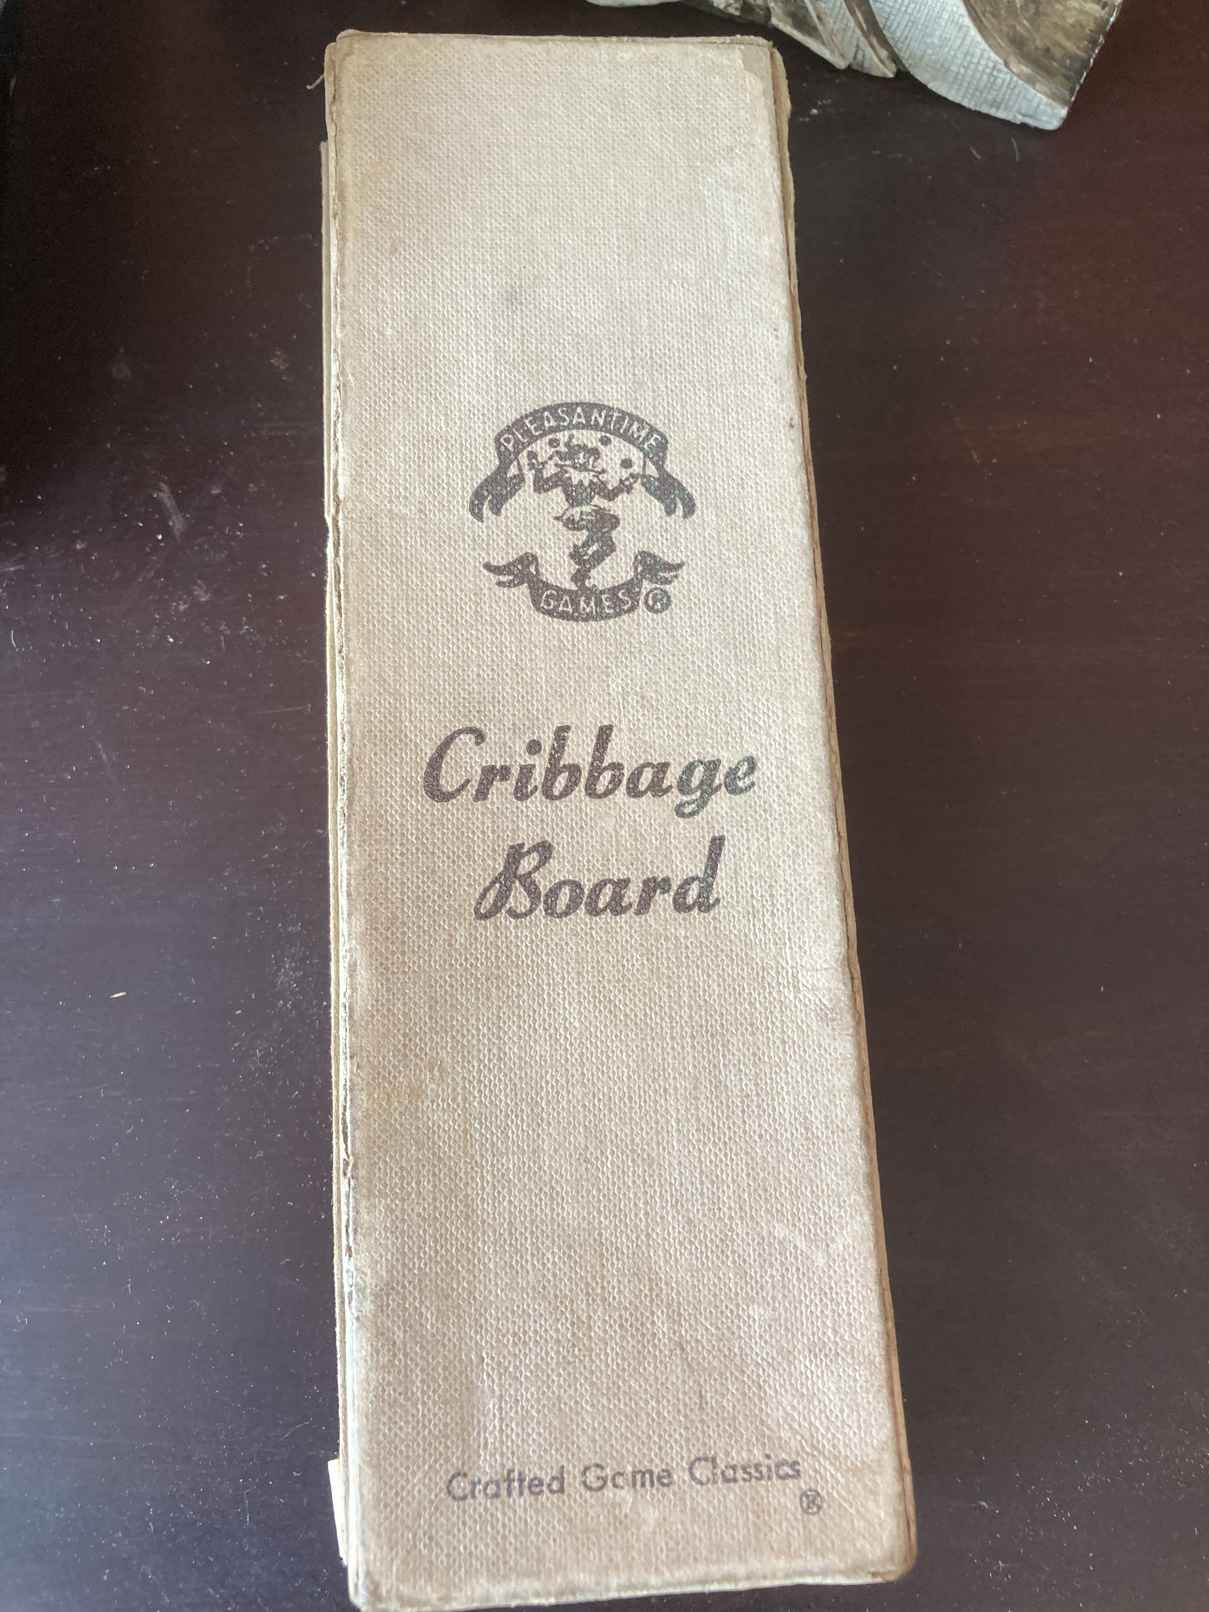 PLEASANTIME
GAMES ®
Cribbage
Board
Crafted Game Classics
®